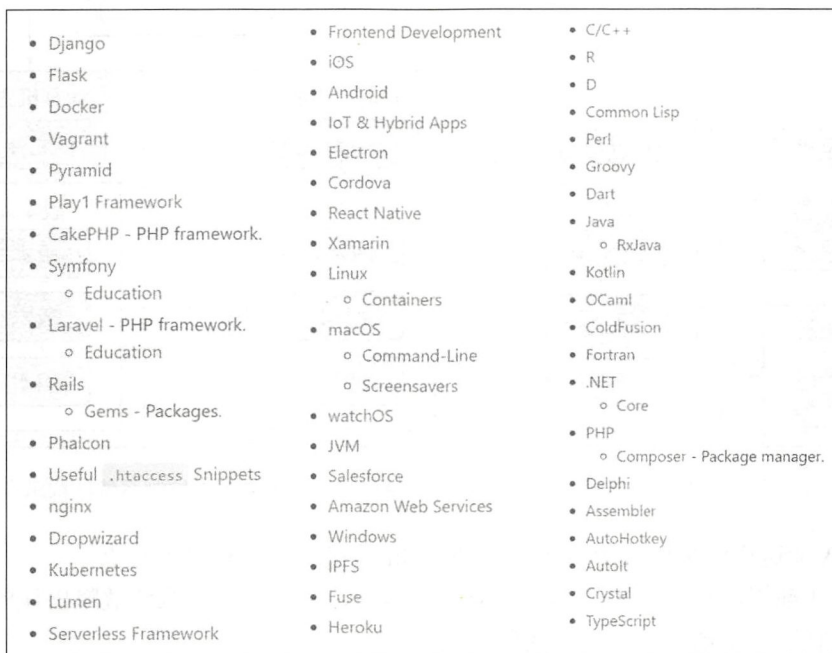 Django
Flask
Docker
Vagrant
Pyramid
Play1 Framework
CakePHP - PHP framework.
Symfony
Education
Laravel - PHP framework.
Education
Rails
Gems - Packages.
Phalcon
Useful .htaccess Snippets
nginx
Dropwizard
Kubernetes
Lumen
Serverless Framework
Frontend Development
iOS
Android
IoT & Hybrid Apps
Electron
Cordova
React Native
Xamarin
Linux
Containers
macOS
Command-Line
Screensavers
watchOS
JVM
Salesforce
Amazon Web Services
Windows
IPFS
Fuse
Heroku
C/C++
R
D
Common Lisp
Perl
Groovy
Dart
Java
RxJava
Kotlin
OCaml
ColdFusion
Fortran
.NET
Core
PHP
Composer - Package manager.
Delphi
Assembler
AutoHotkey
AutoIt
Crystal
TypeScript